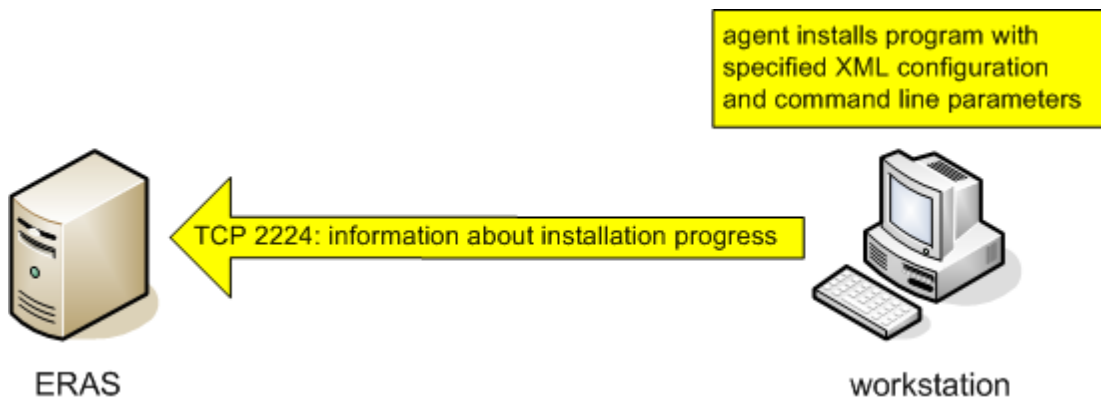 agent installs program with
specified XML configuration
and command line parameters
TCP 2224: information about installation progress
ERAS
workstation